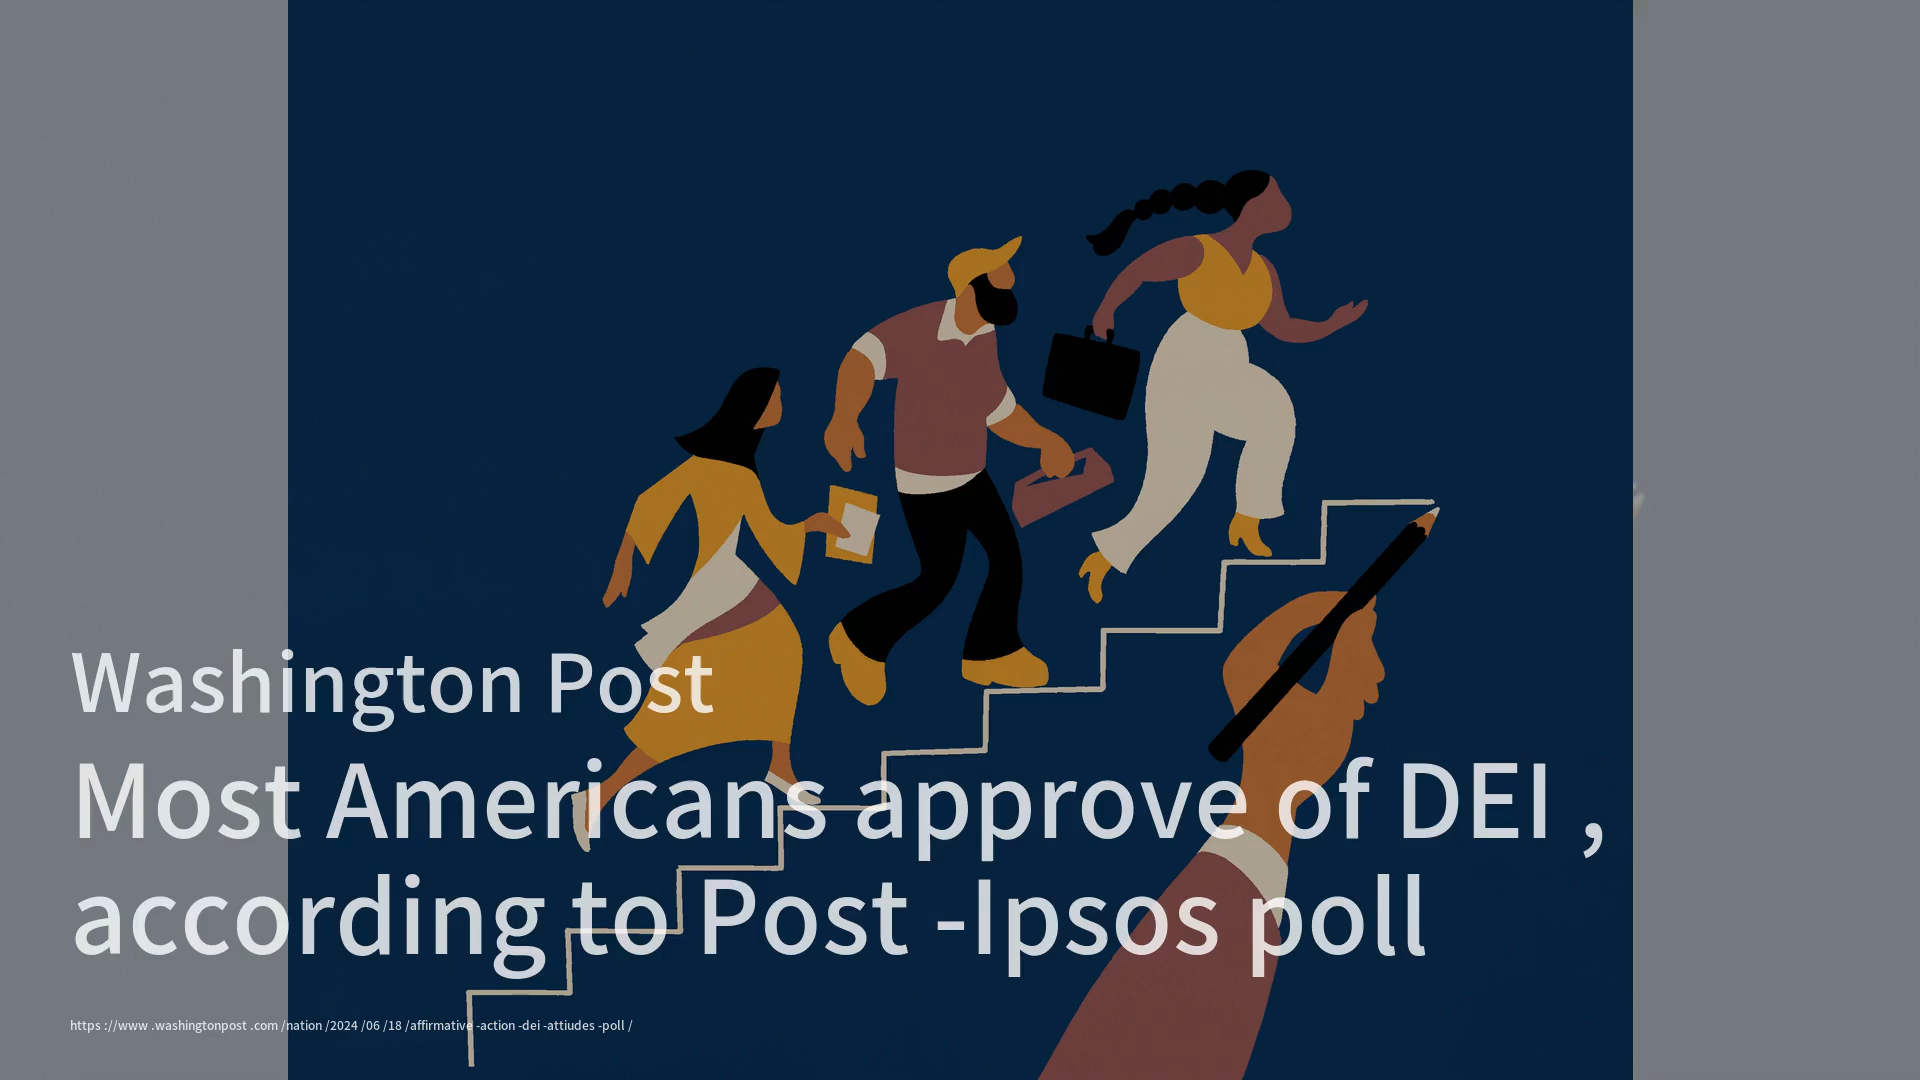 Washington Post
Most Americans approve of DEI ,
according to Post -Ipsos poll
https ://www .washingtonpost .com /nation /2024 /06 /18 /affirmative -action -dei -attiudes -poll /